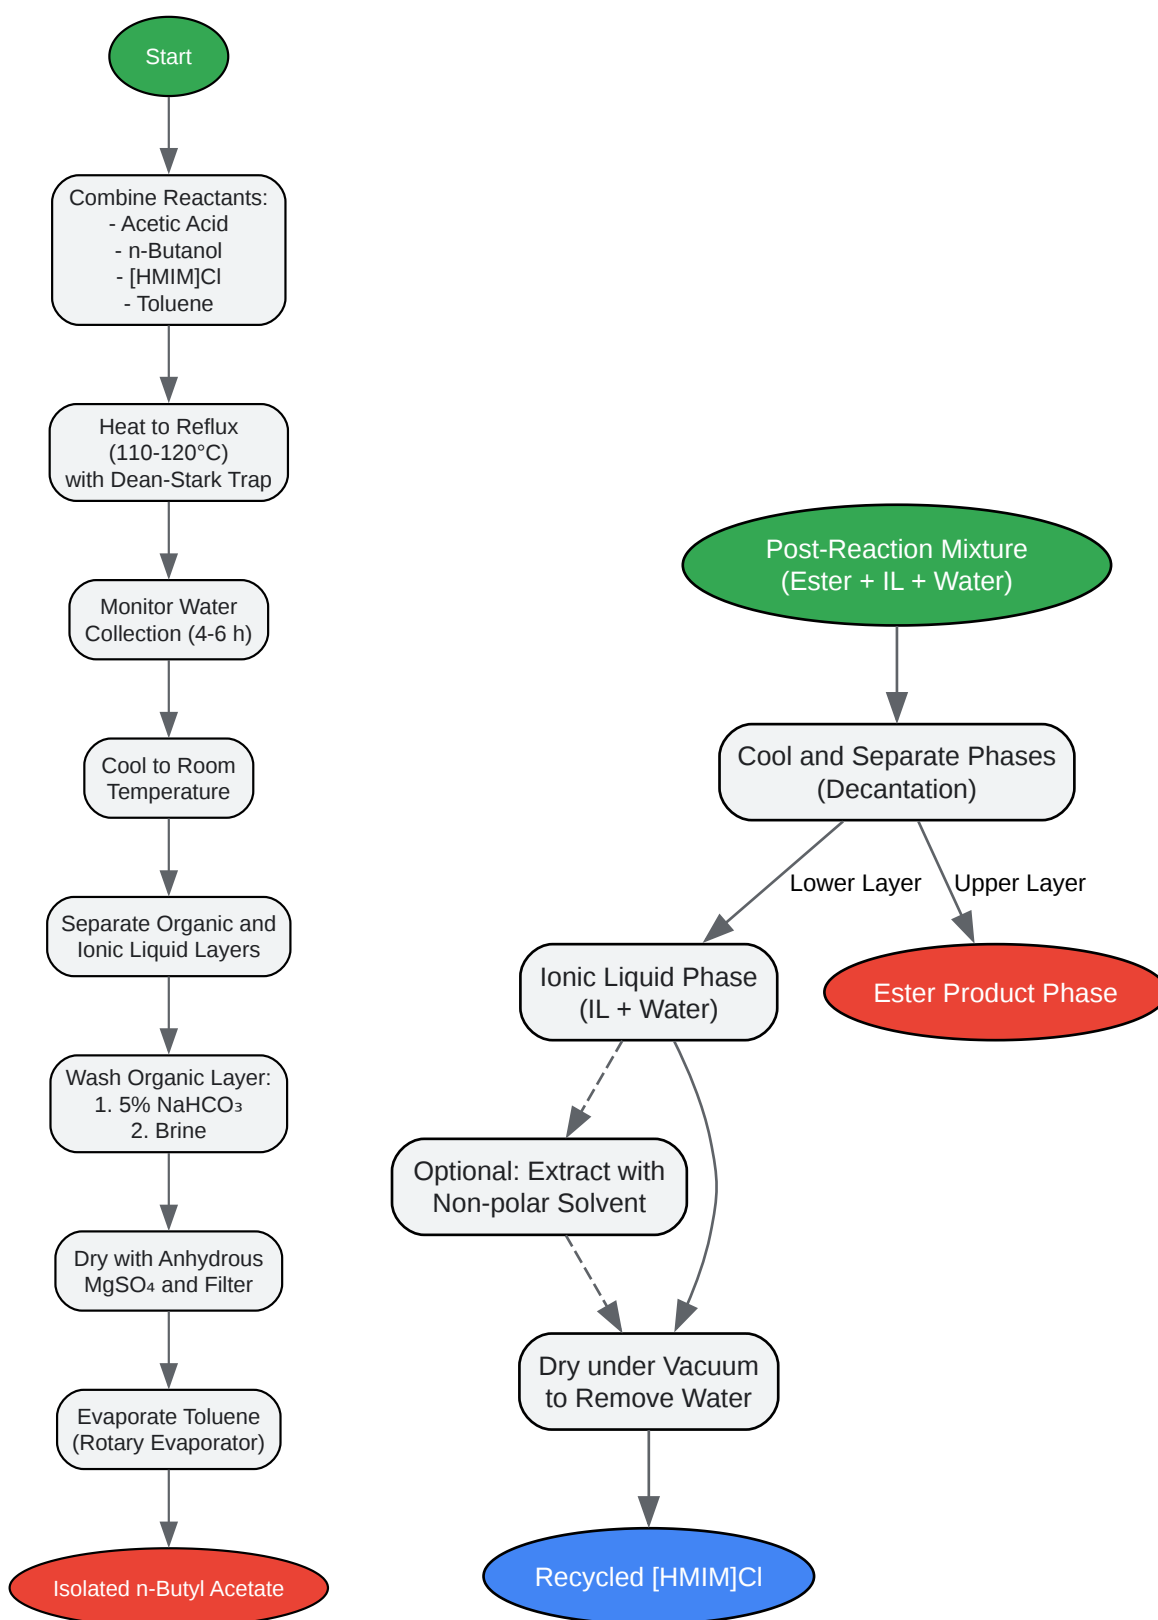 Start
Combine Reactants:
- Acetic Acid
- n-Butanol
- [HMIM]Cl
- Toluene
Heat to Reflux
(110-120°C)
with Dean-Stark Trap
Monitor Water
Collection (4-6 h)
Cool to Room
Temperature
Separate Organic and
Ionic Liquid Layers
Wash Organic Layer:
1. 5% NaHCO₃
2. Brine
Dry with Anhydrous
MgSO₄ and Filter
Evaporate Toluene
(Rotary Evaporator)
Isolated n-Butyl Acetate
Post-Reaction Mixture
(Ester + IL + Water)
Cool and Separate Phases
(Decantation)
Lower Layer
Upper Layer
Ionic Liquid Phase
(IL + Water)
Ester Product Phase
Optional: Extract with
Non-polar Solvent
Dry under Vacuum
to Remove Water
Recycled [HMIM]Cl